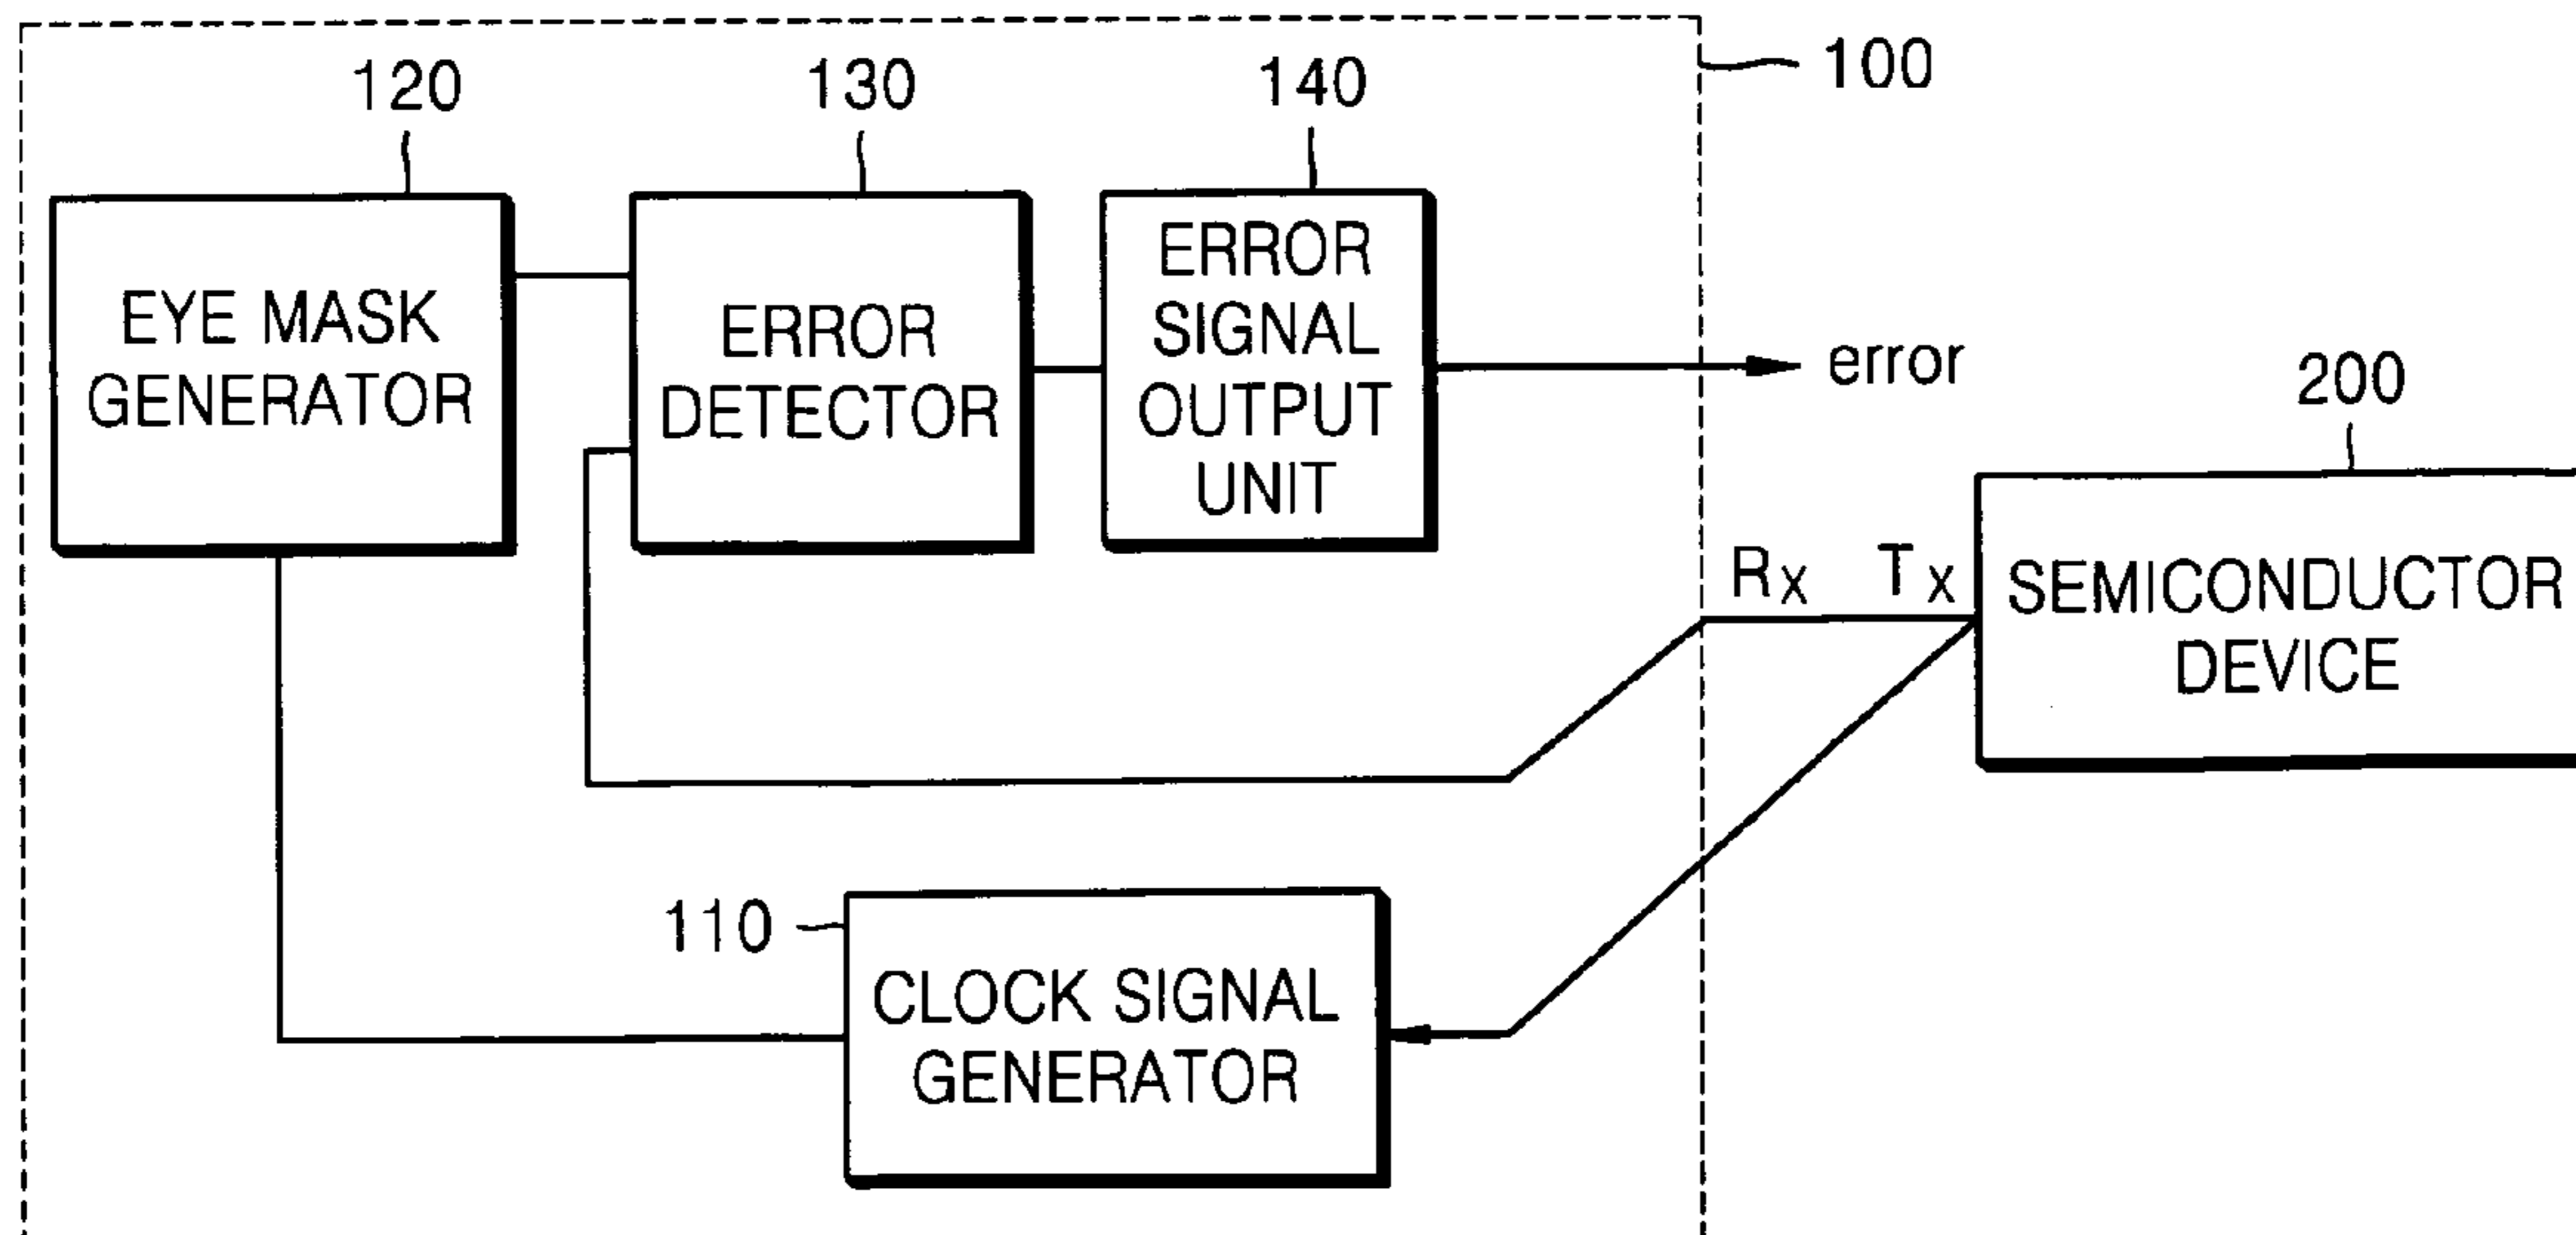 100
120
130
140
EYE MASK
GENERATOR
ERROR
DETECTOR
ERROR
SIGNAL
OUTPUT
UNIT
error
200
RX TX
SEMICONDUCTOR
DEVICE
110
CLOCK SIGNAL
GENERATOR